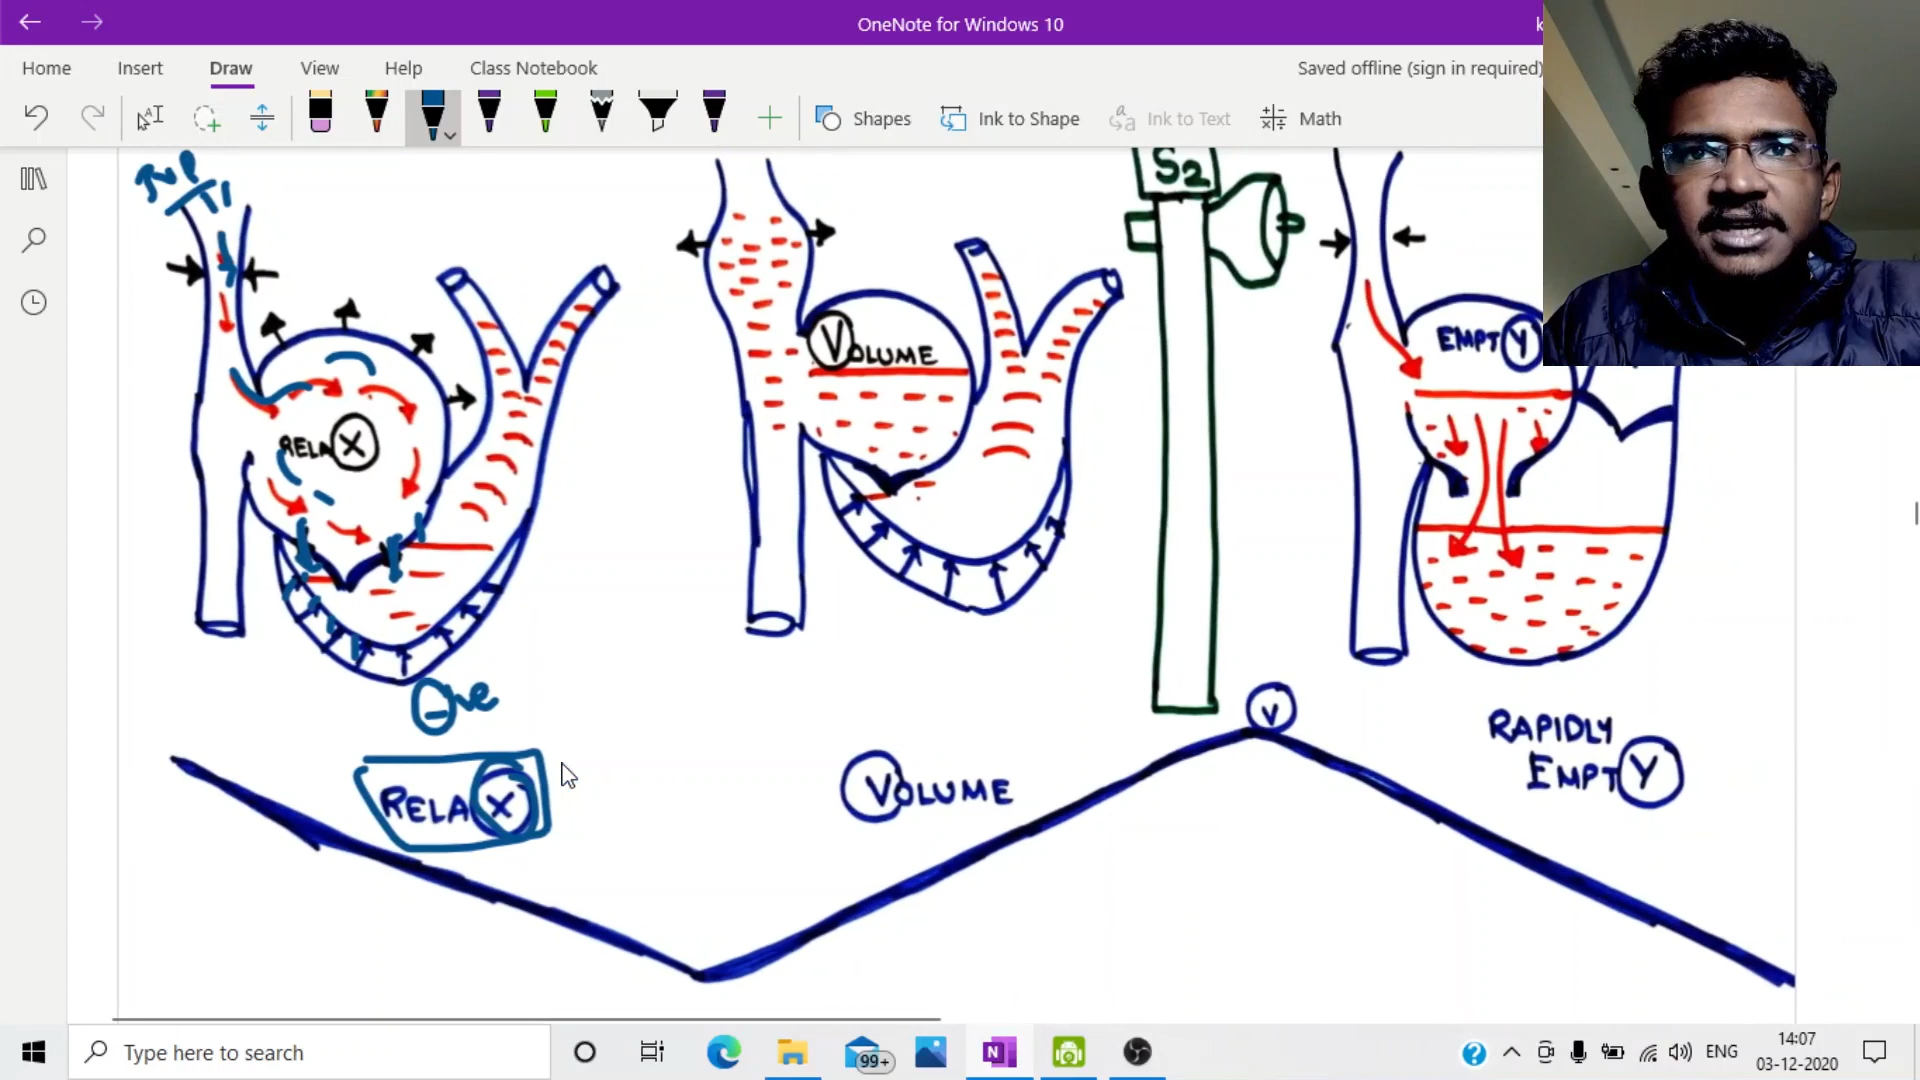 OneNote for Windows 10
Home Insert Draw View Help Class Notebook
Saved offline (sign in required)
Shapes Ink to Shape Ink to Text Math
JVP
S2
VOLUME
EMPTY
RELAX
-ve
V
RAPIDLY
EMPTY
RELAX
VOLUME
Type here to search
99+
ENG
14:07
03-12-2020